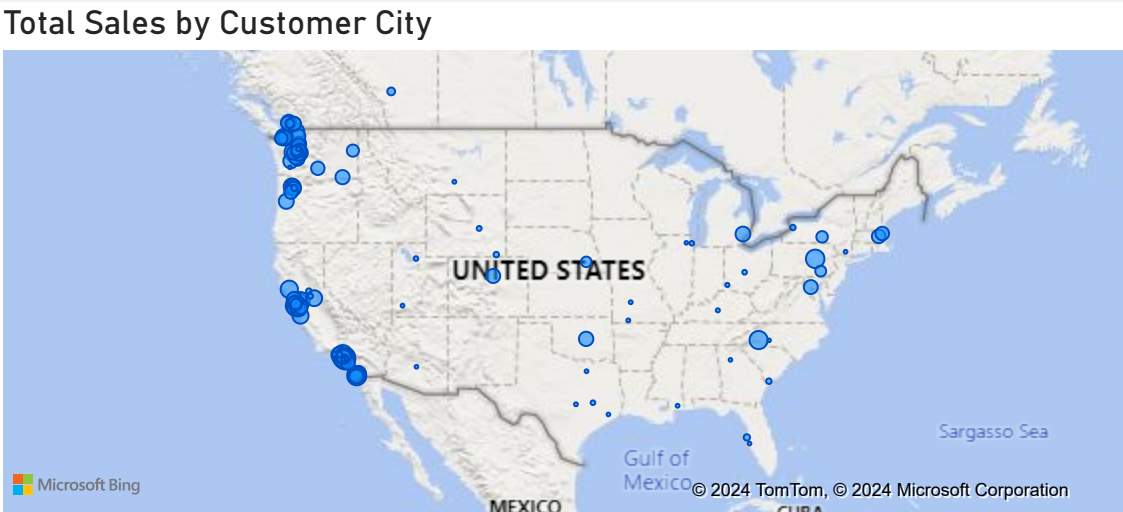 Total Sales by Customer City
UNITED STATES
Sargasso Sea
Gulf of
Mexico
Microsoft Bing
© 2024 TomTom, © 2024 Microsoft Corporation
MEXICO
CUBA